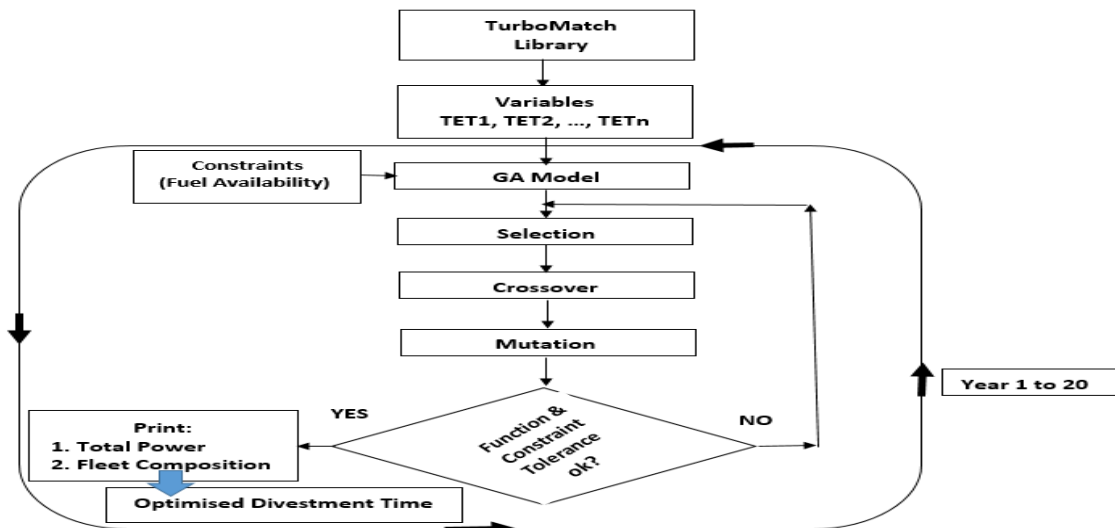 TurboMatch
Library
Variables
TET1, TET2, ..., TETn
Constraints
(Fuel Availability)
GA Model
Selection
Crossover
Mutation
Function &
Constraint
Tolerance
ok?
YES
NO
Print:
1. Total Power
2. Fleet Composition
Optimised Divestment Time
Year 1 to 20